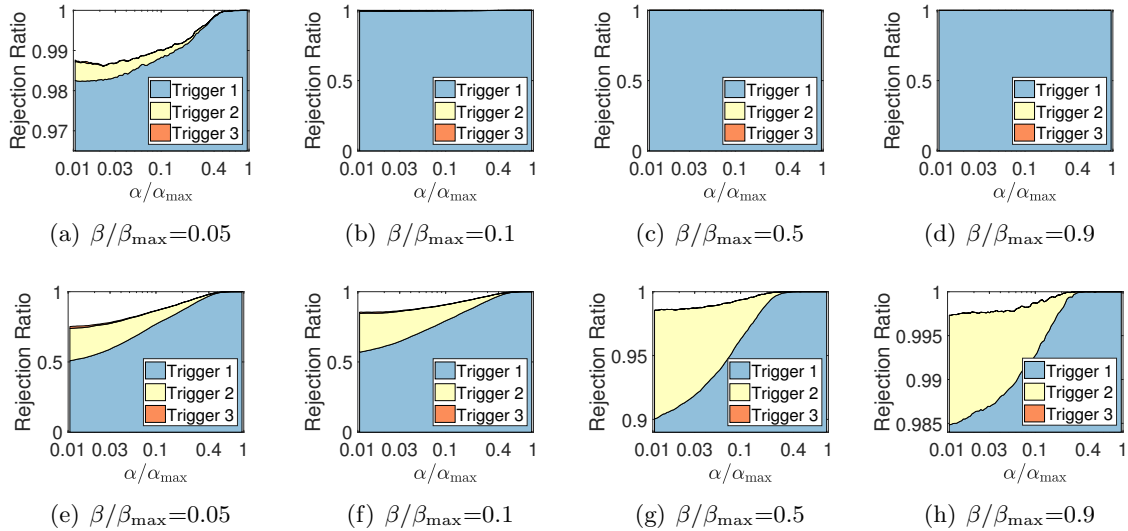 1
0.99
0.98
0.97
Rejection Ratio
Trigger 1
Trigger 2
Trigger 3
0.01 0.03 0.1 0.4 1
α/αmax
(a) β/βmax=0.05
1
0.5
0
Rejection Ratio
Trigger 1
Trigger 2
Trigger 3
0.01 0.03 0.1 0.4 1
α/αmax
(b) β/βmax=0.1
1
0.5
0
Rejection Ratio
Trigger 1
Trigger 2
Trigger 3
0.01 0.03 0.1 0.4 1
α/αmax
(c) β/βmax=0.5
1
0.5
0
Rejection Ratio
Trigger 1
Trigger 2
Trigger 3
0.01 0.03 0.1 0.4 1
α/αmax
(d) β/βmax=0.9
1
0.5
0
Rejection Ratio
Trigger 1
Trigger 2
Trigger 3
0.01 0.03 0.1 0.4 1
α/αmax
(e) β/βmax=0.05
1
0.5
0
Rejection Ratio
Trigger 1
Trigger 2
Trigger 3
0.01 0.03 0.1 0.4 1
α/αmax
(f) β/βmax=0.1
1
0.95
0.9
Rejection Ratio
Trigger 1
Trigger 2
Trigger 3
0.01 0.03 0.1 0.4 1
α/αmax
(g) β/βmax=0.5
1
0.995
0.99
0.985
Rejection Ratio
Trigger 1
Trigger 2
Trigger 3
0.01 0.03 0.1 0.4 1
α/αmax
(h) β/βmax=0.9